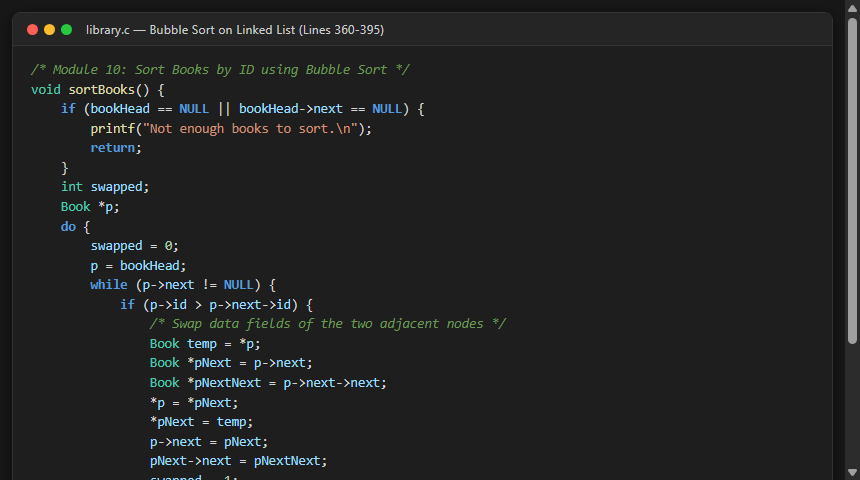 library.c — Bubble Sort on Linked List (Lines 360-395)
/* Module 10: Sort Books by ID using Bubble Sort */
void sortBooks() {
    if (bookHead == NULL || bookHead->next == NULL) {
        printf("Not enough books to sort.\n");
        return;
    }
    int swapped;
    Book *p;
    do {
        swapped = 0;
        p = bookHead;
        while (p->next != NULL) {
            if (p->id > p->next->id) {
                /* Swap data fields of the two adjacent nodes */
                Book temp = *p;
                Book *pNext = p->next;
                Book *pNextNext = p->next->next;
                *p = *pNext;
                *pNext = temp;
                p->next = pNext;
                pNext->next = pNextNext;
                swapped = 1;